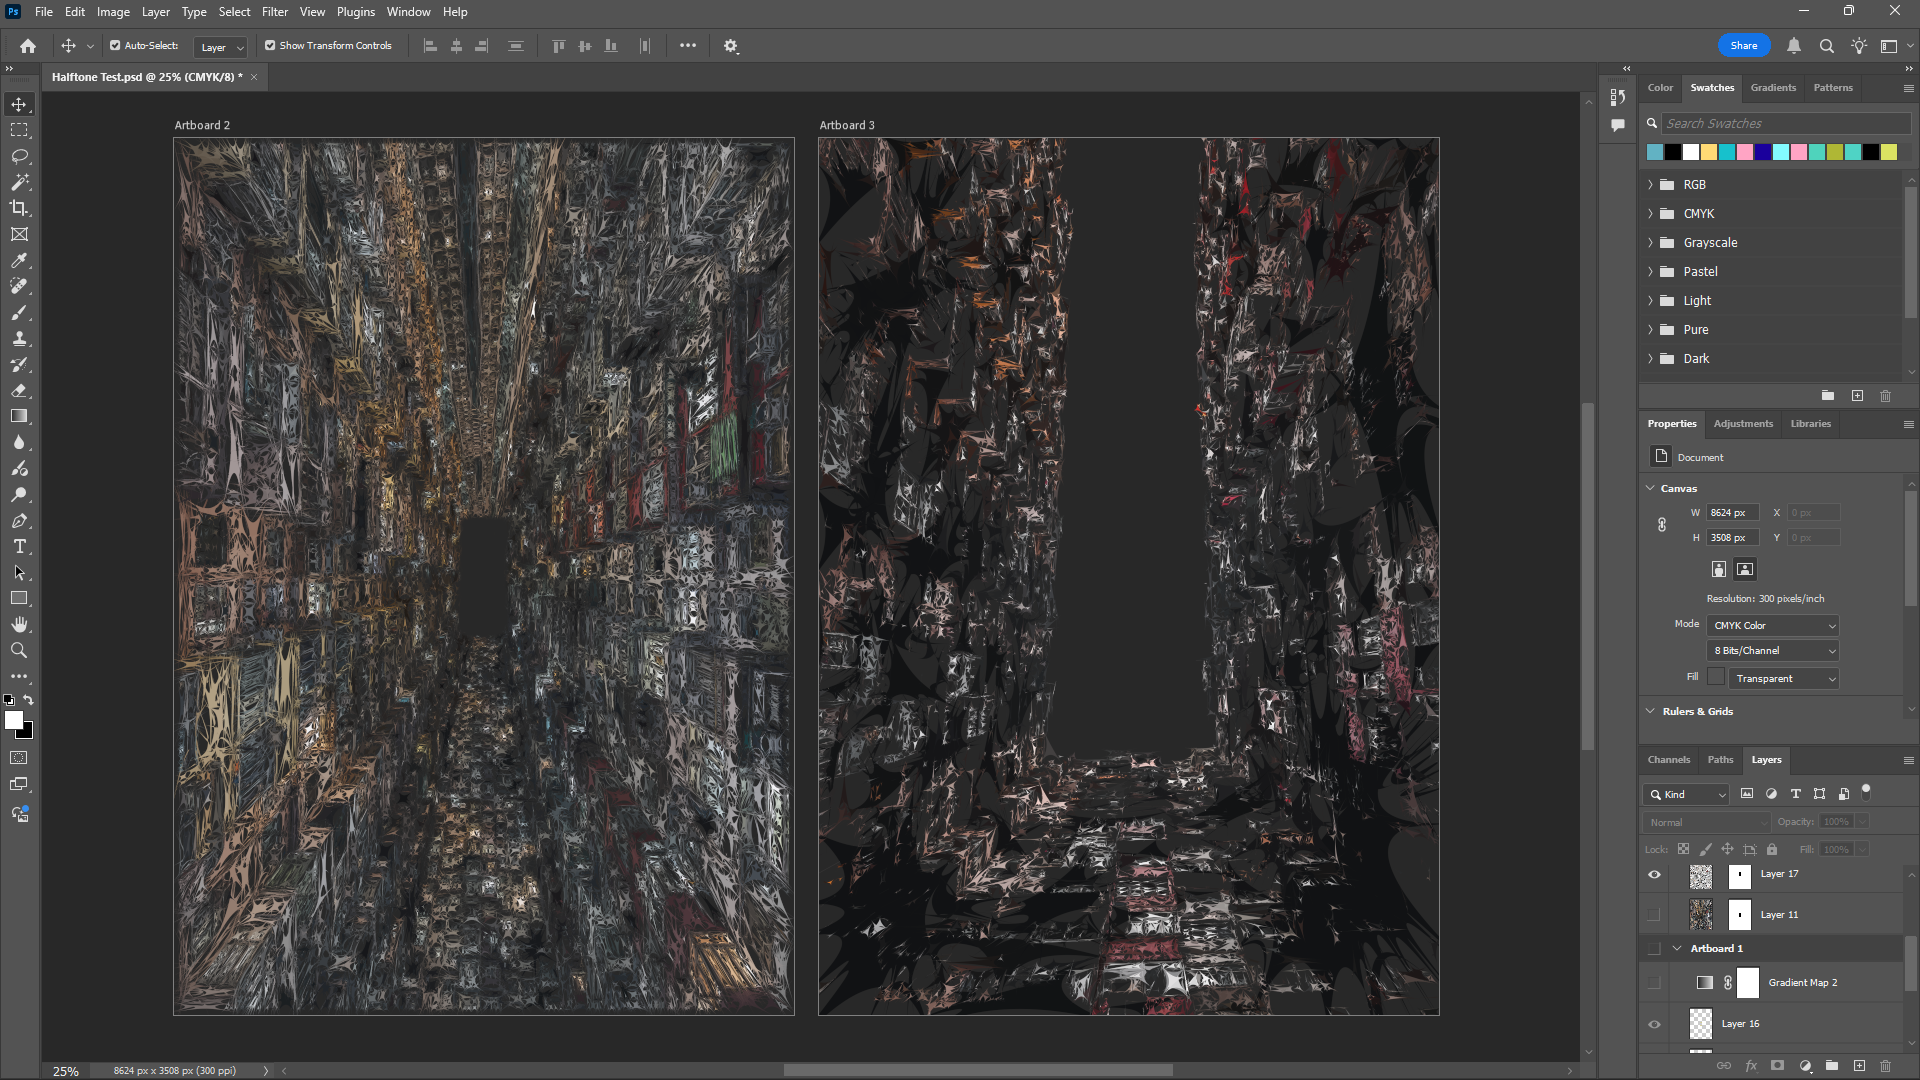 Ps File Edit Image Layer Type Select Filter View Plugins Window Help
Auto-Select: Layer Show Transform Controls Share
Halftone Test.psd @ 25% (CMYK/8) *
Artboard 2
Artboard 3
Color Swatches Gradients Patterns
Search Swatches
RGB
CMYK
Grayscale
Pastel
Light
Pure
Dark
Properties Adjustments Libraries
Document
Canvas
W 8624 px X 0 px
H 3508 px Y 0 px
Resolution: 300 pixels/inch
Mode CMYK Color
8 Bits/Channel
Fill Transparent
Rulers & Grids
Channels Paths Layers
Kind
Normal Opacity: 100%
Lock: Fill: 100%
Layer 17
Layer 11
Artboard 1
Gradient Map 2
Layer 16
25% 8624 px x 3508 px (300 ppi)